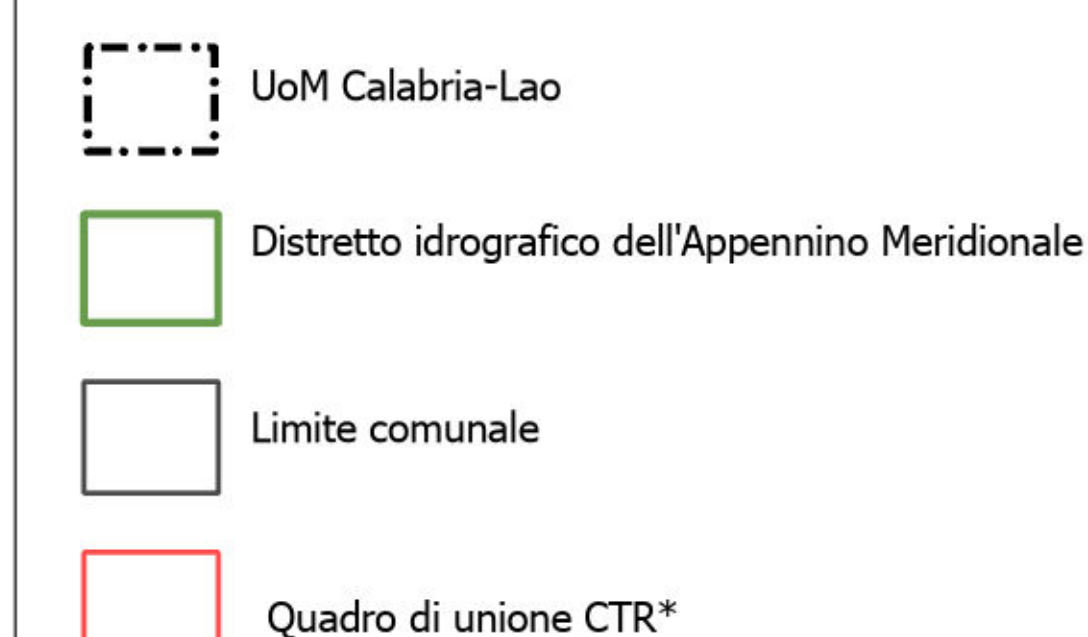 UoM Calabria-Lao
Distretto idrografico dell'Appennino Meridionale
Limite comunale
Quadro di unione CTR*